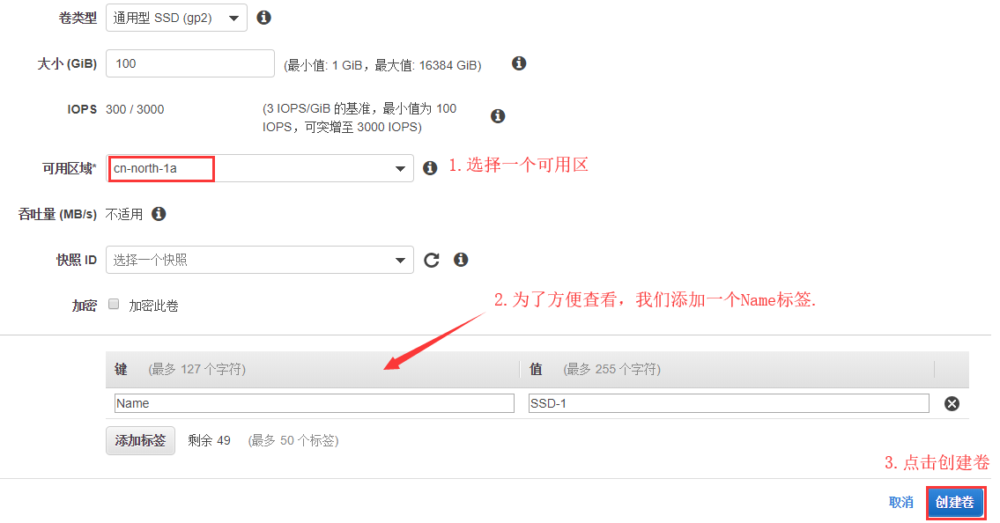 卷类型 通用型 SSD (gp2)
大小 (GiB) 100 (最小值: 1 GiB，最大值: 16384 GiB)
IOPS 300 / 3000 (3 IOPS/GiB 的基准，最小值为 100
IOPS，可突增至 3000 IOPS)
可用区域* cn-north-1a 1.选择一个可用区
吞吐量 (MB/s) 不适用
快照 ID 选择一个快照
加密 加密此卷
2.为了方便查看，我们添加一个Name标签.
键 (最多 127 个字符) 值 (最多 255 个字符)
Name SSD-1
添加标签 剩余 49 (最多 50 个标签)
3.点击创建卷
取消 创建卷